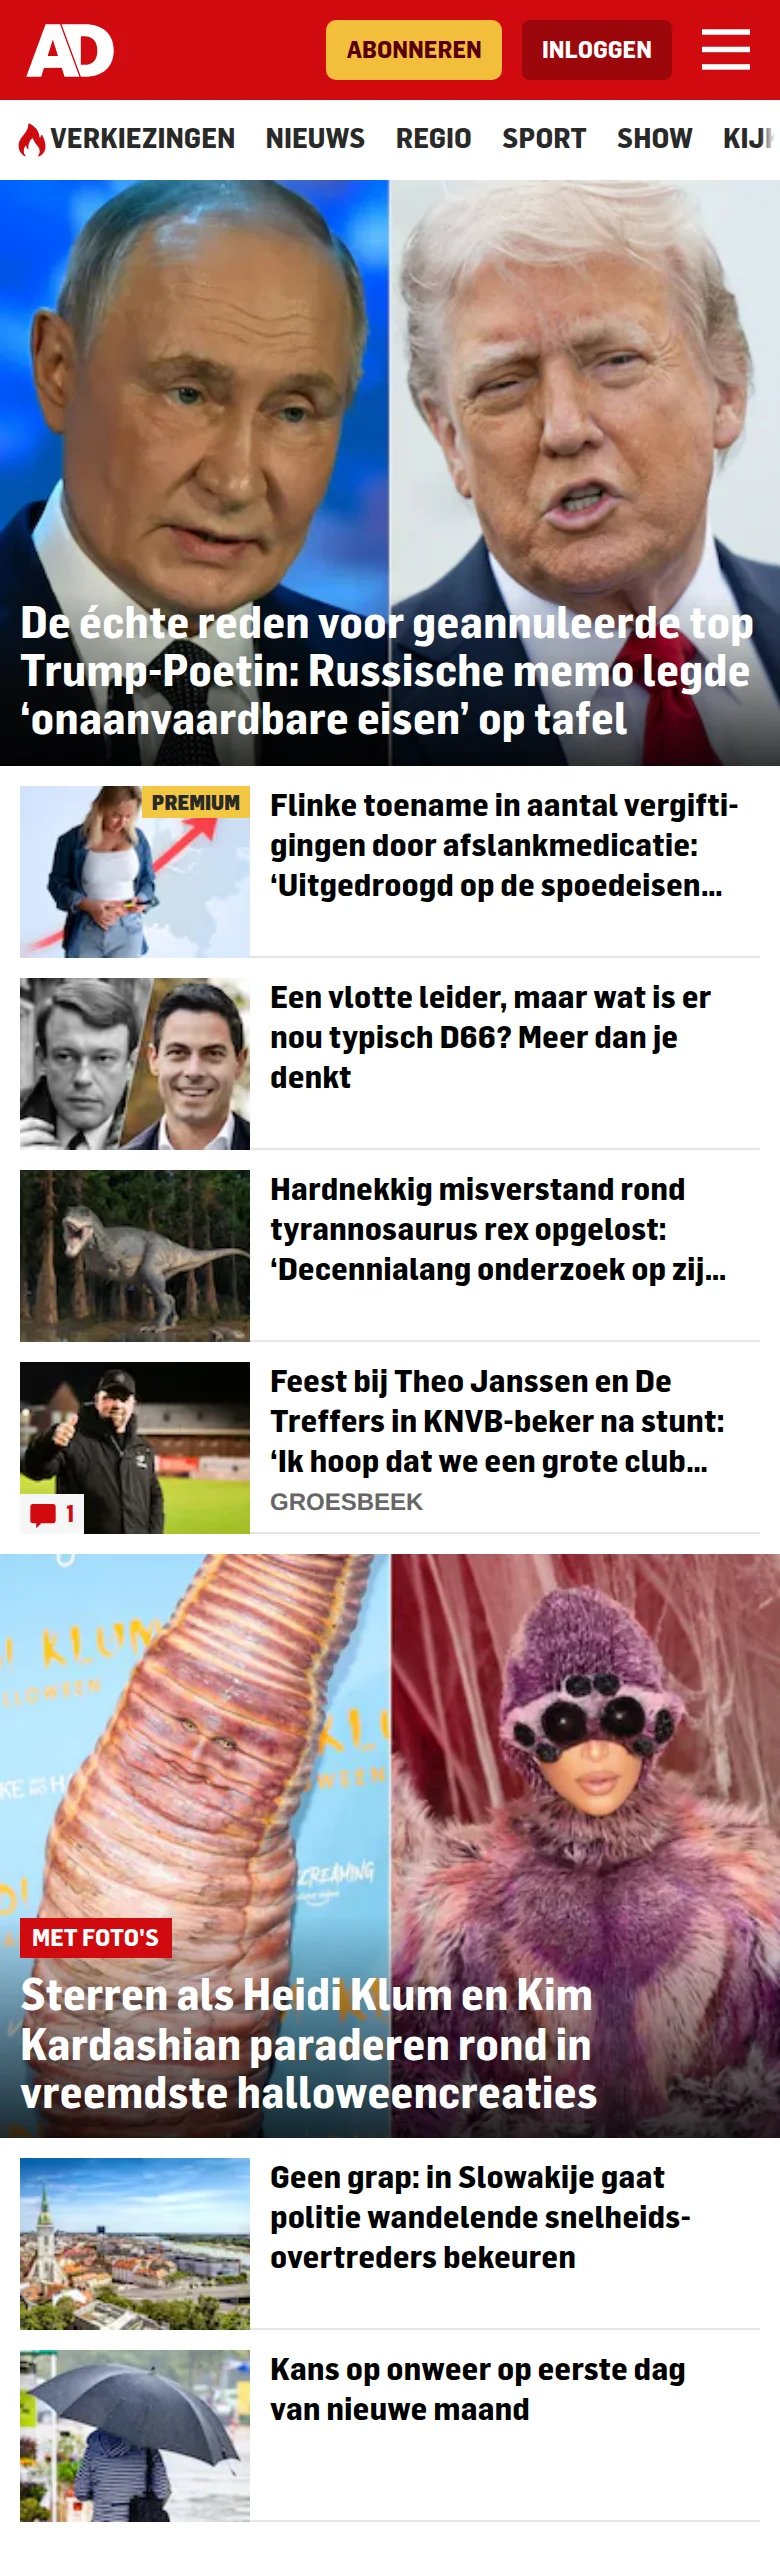 AD
ABONNEREN
INLOGGEN
VERKIEZINGEN NIEUWS REGIO SPORT SHOW
De échte reden voor geannuleerde top
Trump-Poetin: Russische memo legde
‘onaanvaardbare eisen’ op tafel
PREMIUM
Flinke toename in aantal vergifti-
gingen door afslankmedicatie:
‘Uitgedroogd op de spoedeisen...
Een vlotte leider, maar wat is er
nou typisch D66? Meer dan je
denkt
Hardnekkig misverstand rond
tyrannosaurus rex opgelost:
‘Decennialang onderzoek op zij...
1
Feest bij Theo Janssen en De
Treffers in KNVB-beker na stunt:
‘Ik hoop dat we een grote club...
GROESBEEK
KLUM
MET FOTO'S
Sterren als Heidi Klum en Kim
Kardashian paraderen rond in
vreemdste halloweencreaties
Geen grap: in Slowakije gaat
politie wandelende snelheids-
overtreders bekeuren
Kans op onweer op eerste dag
van nieuwe maand